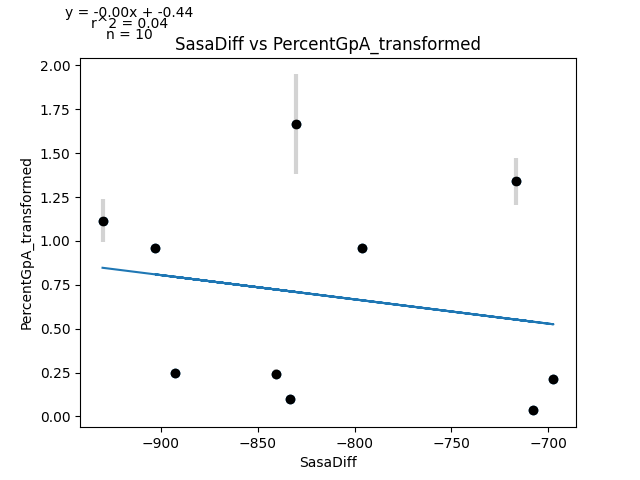 y = -0.00x + -0.44
r^2 = 0.04
n = 10
SasaDiff vs PercentGpA_transformed
2.00
1.75
1.50
1.25
1.00
0.75
0.50
0.25
0.00
PercentGpA_transformed
−900
−850
−800
−750
−700
SasaDiff